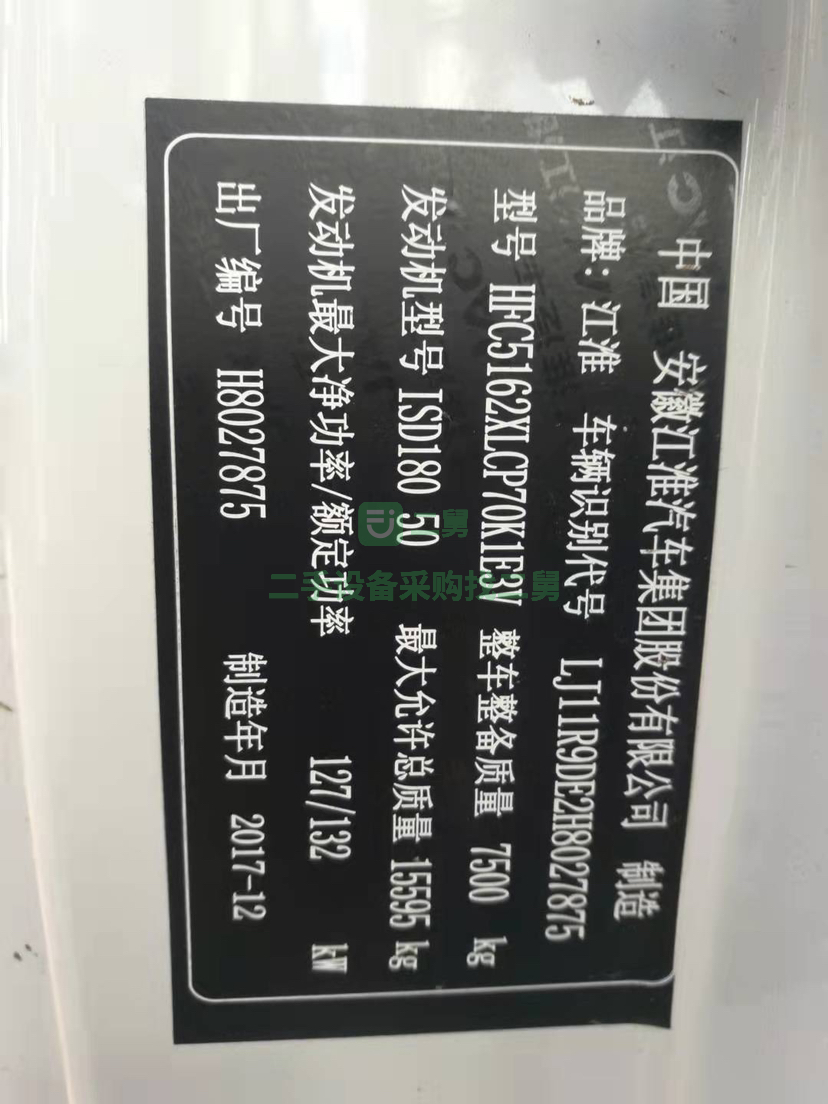 中国 安徽江淮汽车集团股份有限公司 制造
品牌: 江淮 车辆识别代号 LJ11R9DE2H8027875
型号 HFC5162XLCP70K1E3V 整车整备质量 7500 kg
发动机型号 ISD180 50 最大允许总质量 15595 kg
发动机最大净功率/额定功率 127/132 kW
出厂编号 H8027875 制造年月 2017-12
二舅
二手设备采购找二舅